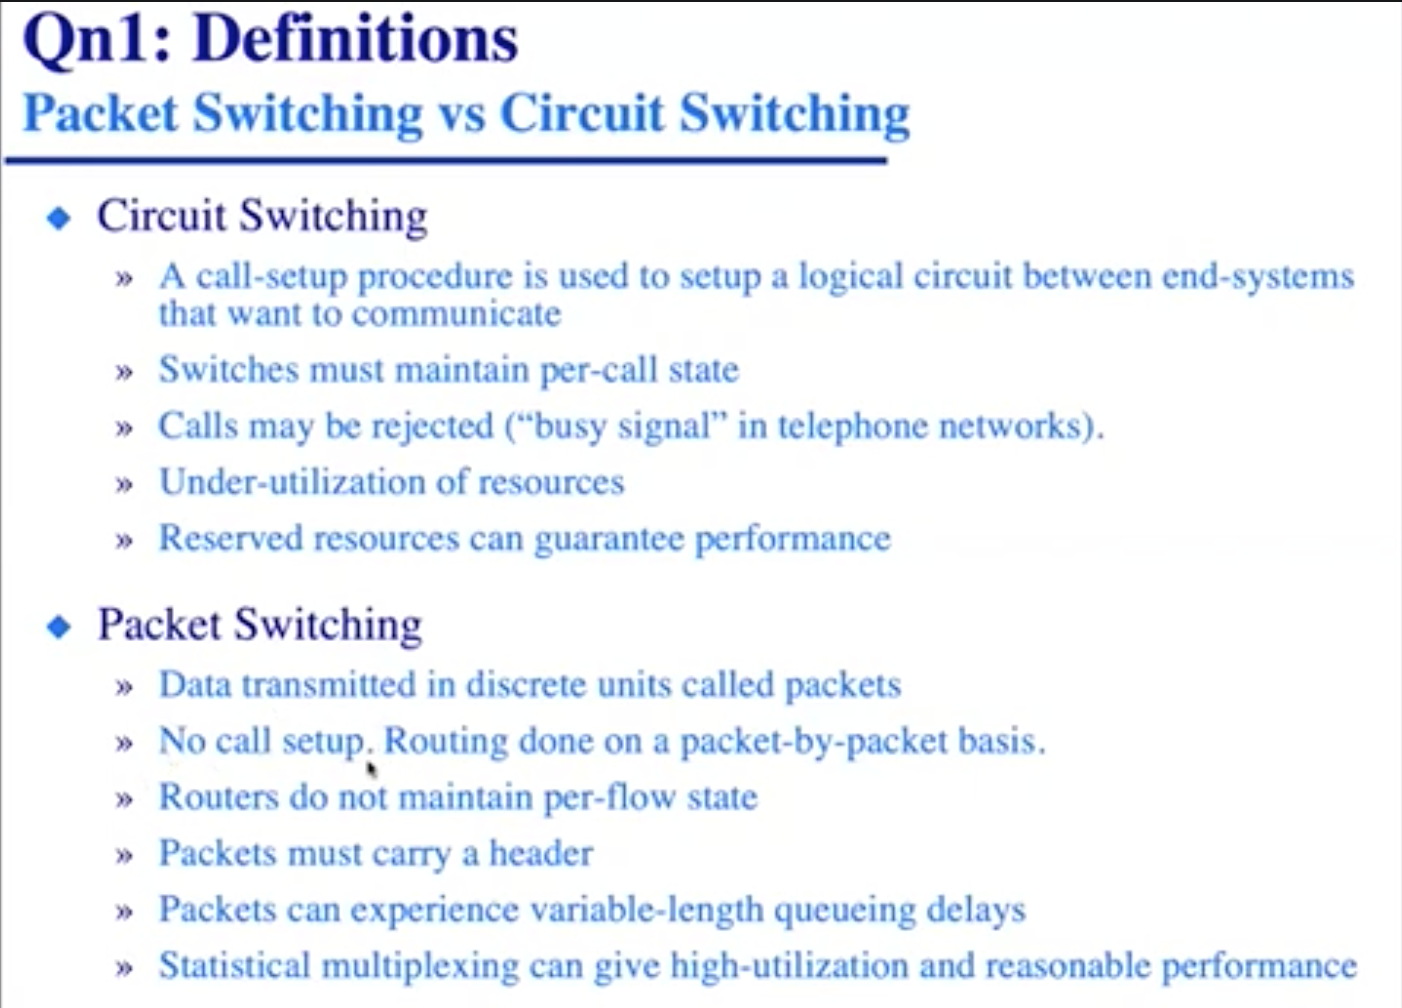 Qn1: Definitions
Packet Switching vs Circuit Switching
Circuit Switching
» A call-setup procedure is used to setup a logical circuit between end-systems
that want to communicate
» Switches must maintain per-call state
» Calls may be rejected (“busy signal” in telephone networks).
» Under-utilization of resources
» Reserved resources can guarantee performance
Packet Switching
» Data transmitted in discrete units called packets
» No call setup. Routing done on a packet-by-packet basis.
» Routers do not maintain per-flow state
» Packets must carry a header
» Packets can experience variable-length queueing delays
» Statistical multiplexing can give high-utilization and reasonable performance